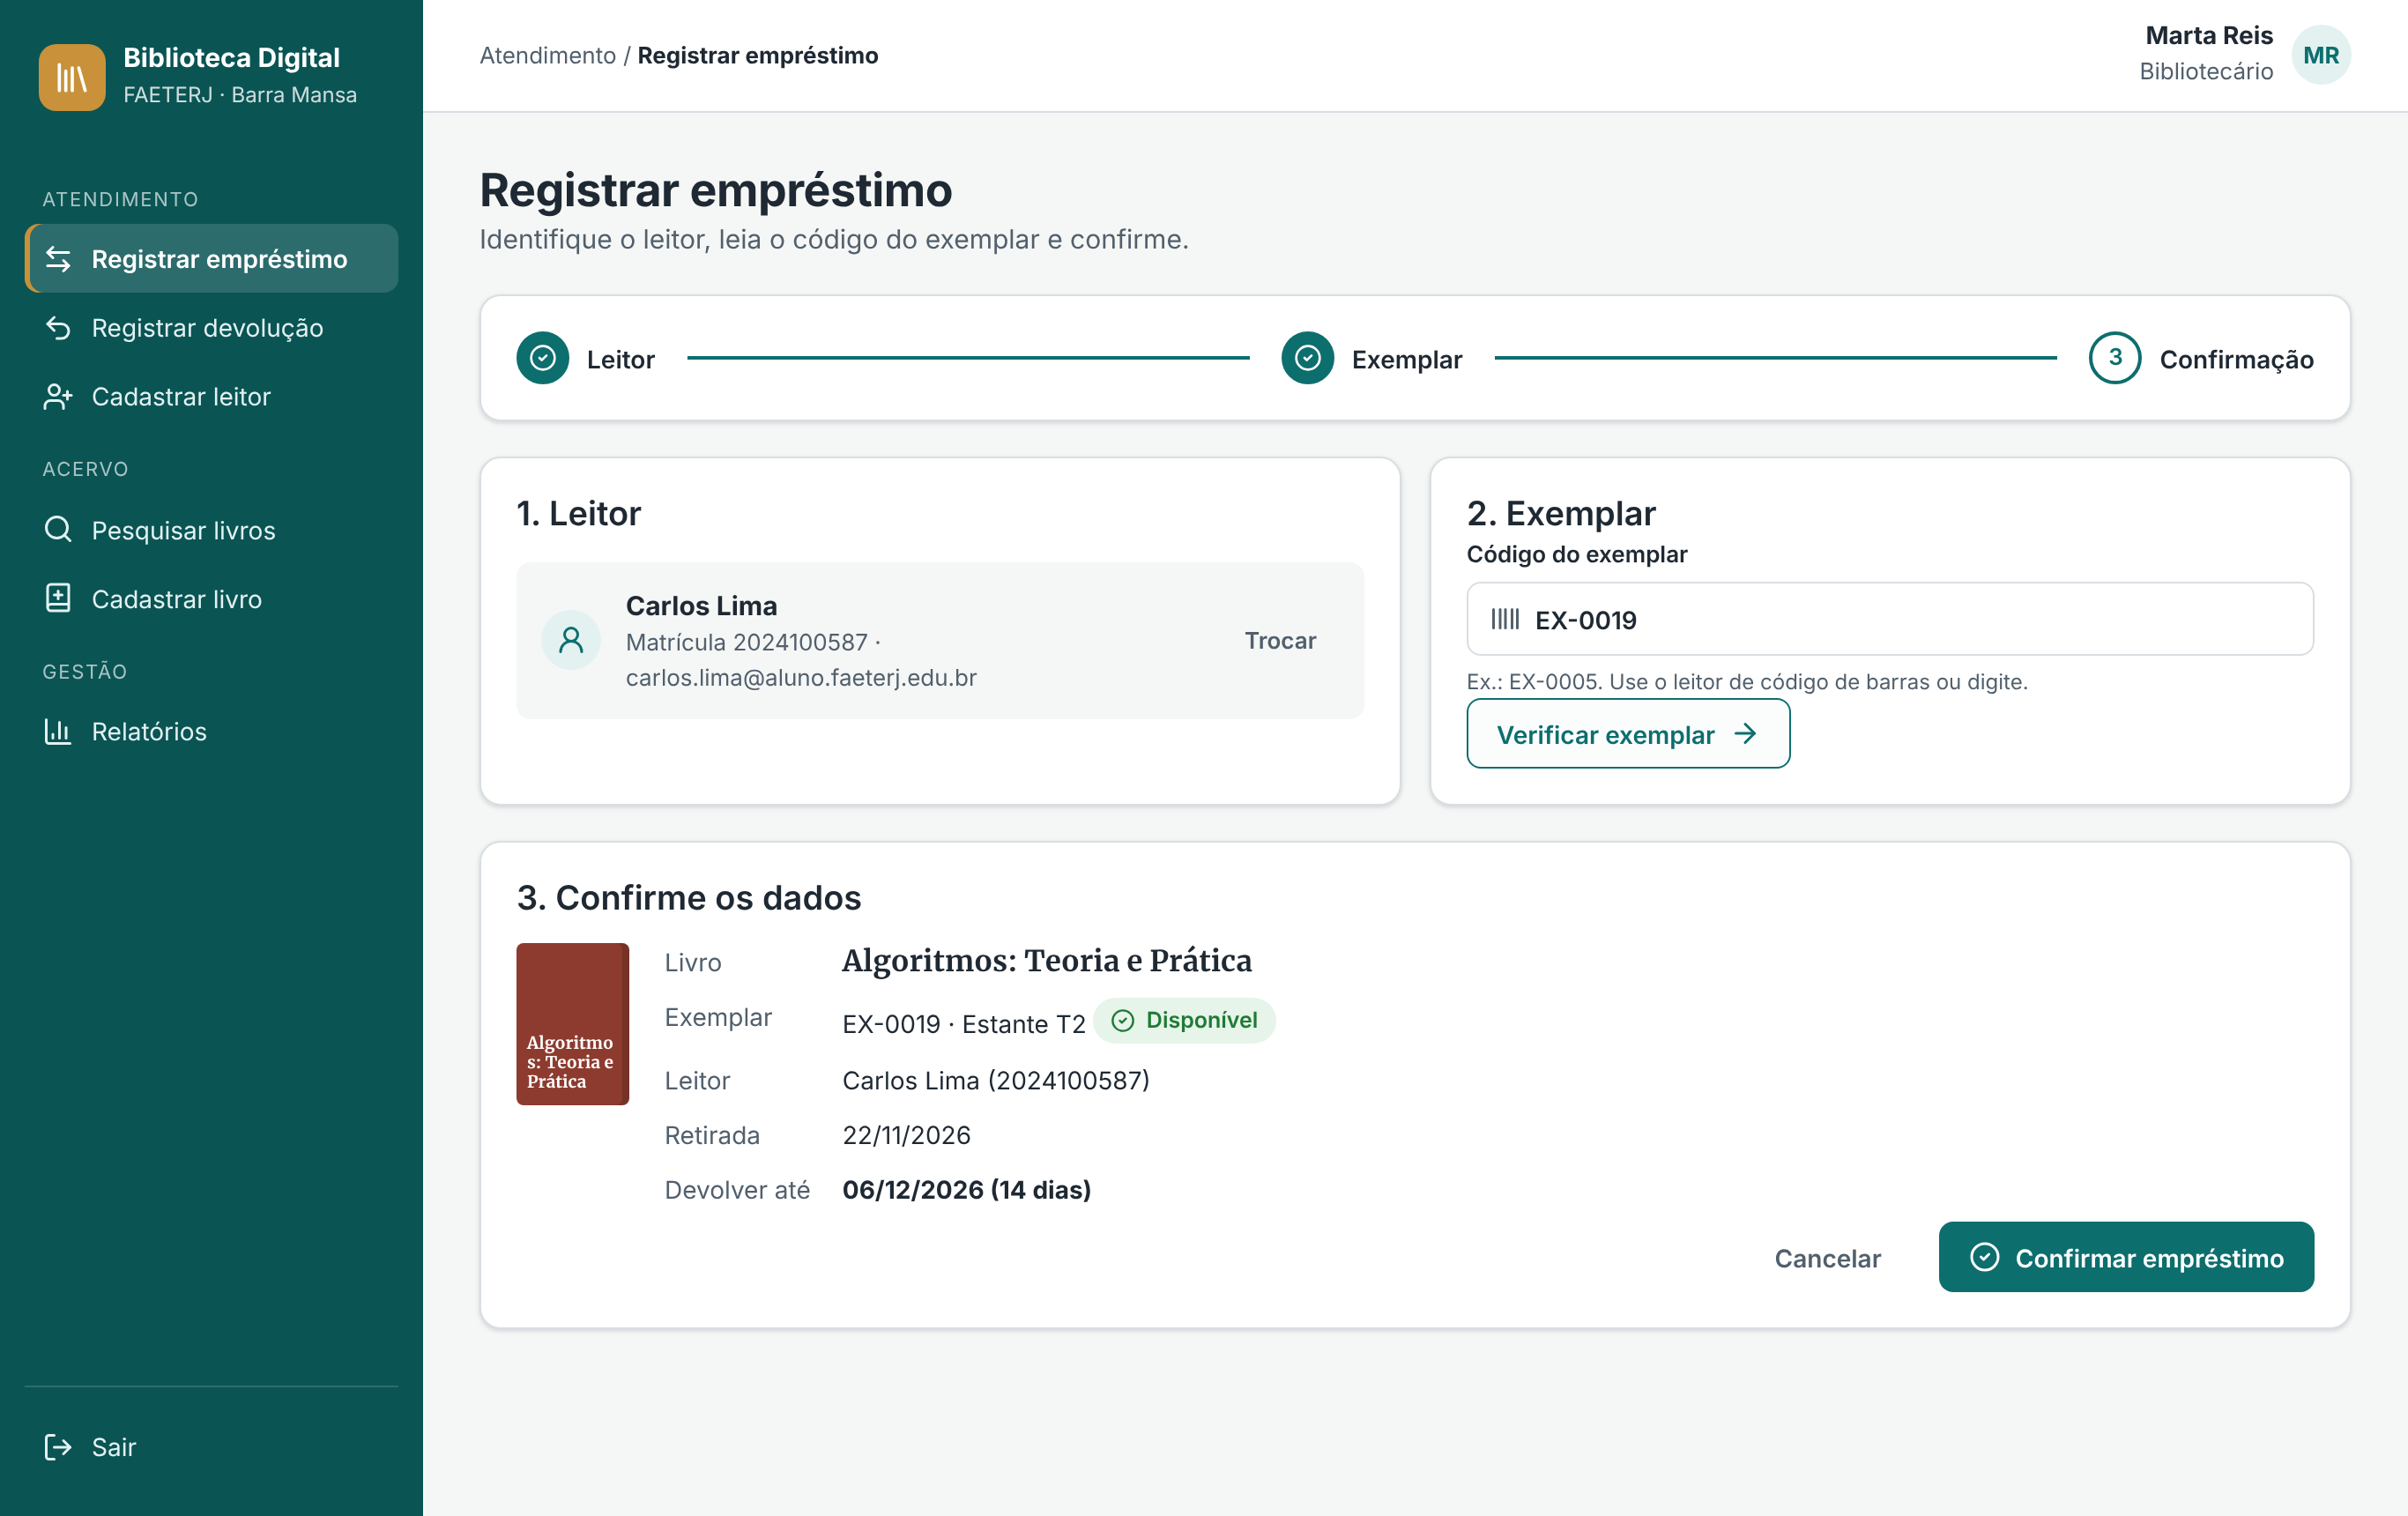 Biblioteca Digital
FAETERJ · Barra Mansa
ATENDIMENTO
Registrar empréstimo
Registrar devolução
Cadastrar leitor
ACERVO
Pesquisar livros
Cadastrar livro
GESTÃO
Relatórios
Sair
Atendimento / Registrar empréstimo
Marta Reis
Bibliotecário
MR
Registrar empréstimo
Identifique o leitor, leia o código do exemplar e confirme.
Leitor
Exemplar
3 Confirmação
1. Leitor
Carlos Lima
Matrícula 2024100587 ·
carlos.lima@aluno.faeterj.edu.br
Trocar
2. Exemplar
Código do exemplar
EX-0019
Ex.: EX-0005. Use o leitor de código de barras ou digite.
Verificar exemplar
3. Confirme os dados
Algoritmo
s: Teoria e
Prática
Livro Algoritmos: Teoria e Prática
Exemplar EX-0019 · Estante T2 Disponível
Leitor Carlos Lima (2024100587)
Retirada 22/11/2026
Devolver até 06/12/2026 (14 dias)
Cancelar
Confirmar empréstimo